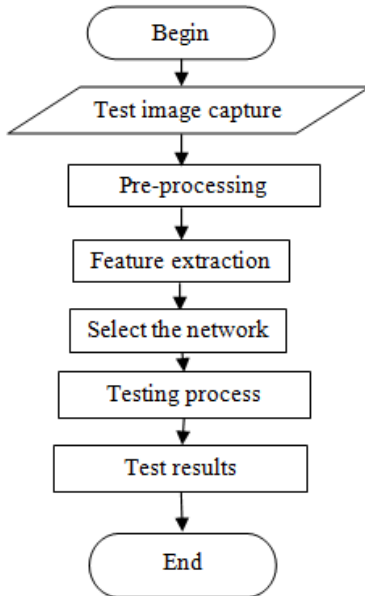 Begin
Test image capture
Pre-processing
Feature extraction
Select the network
Testing process
Test results
End